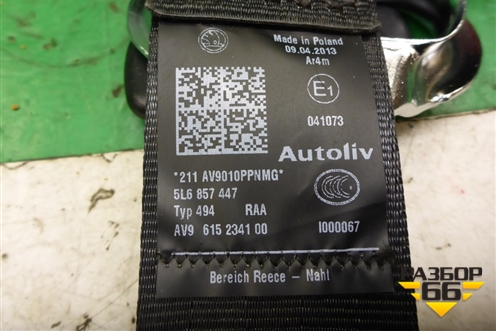 Made in Poland
09.04.2013
Ar4m
E1
041073
Autoliv
*211 AV9010PPNMG*
5L6 857 447
Typ 494 RAA
AV9 615 2341 00 I000067
Bereich Reece - Naht
РАЗБОР
66